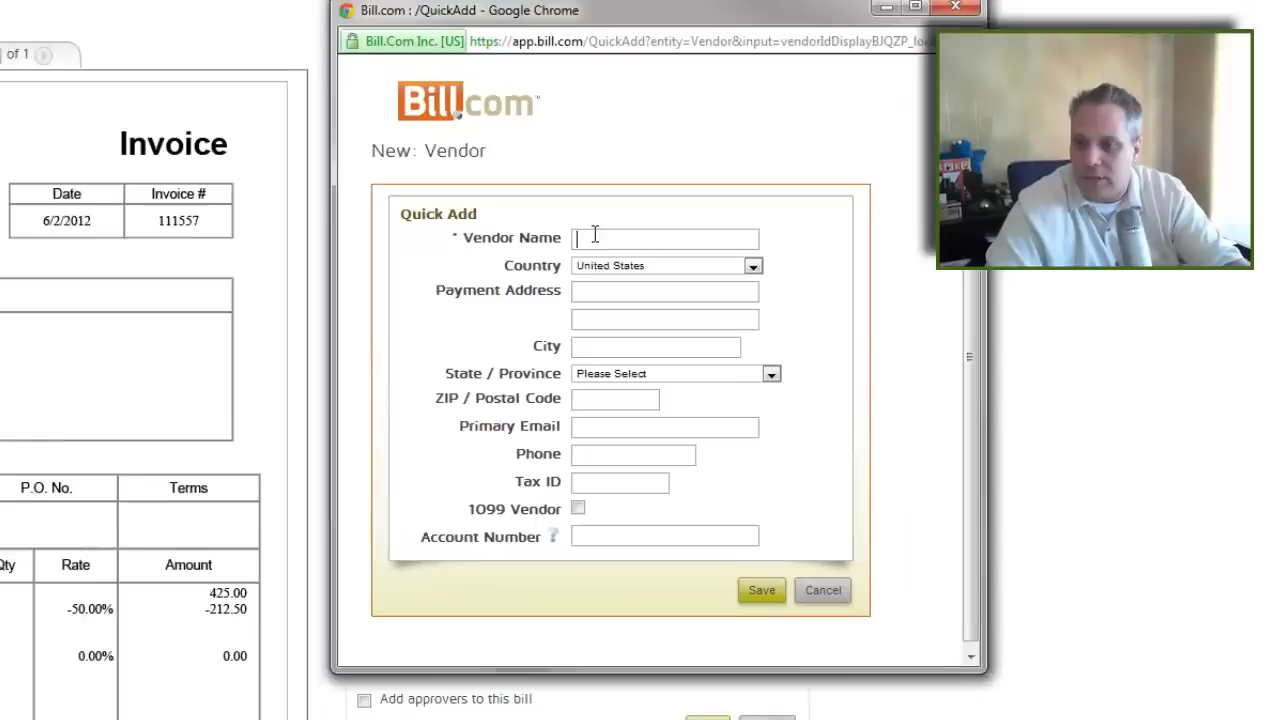 Bill.com : /QuickAdd - Google Chrome
Bill.Com Inc. [US] https://app.bill.com/QuickAdd?entity=Vendor&input=vendorIdDisplayBJQZP_
of 1
Bill.com
Invoice
New: Vendor
Date
Invoice #
6/2/2012
111557
Quick Add
* Vendor Name
Country
United States
Payment Address
City
State / Province
Please Select
ZIP / Postal Code
Primary Email
Phone
Tax ID
1099 Vendor
Account Number ?
Save
Cancel
P.O. No.
Terms
Qty
Rate
Amount
425.00
-50.00%
-212.50
0.00%
0.00
Add approvers to this bill